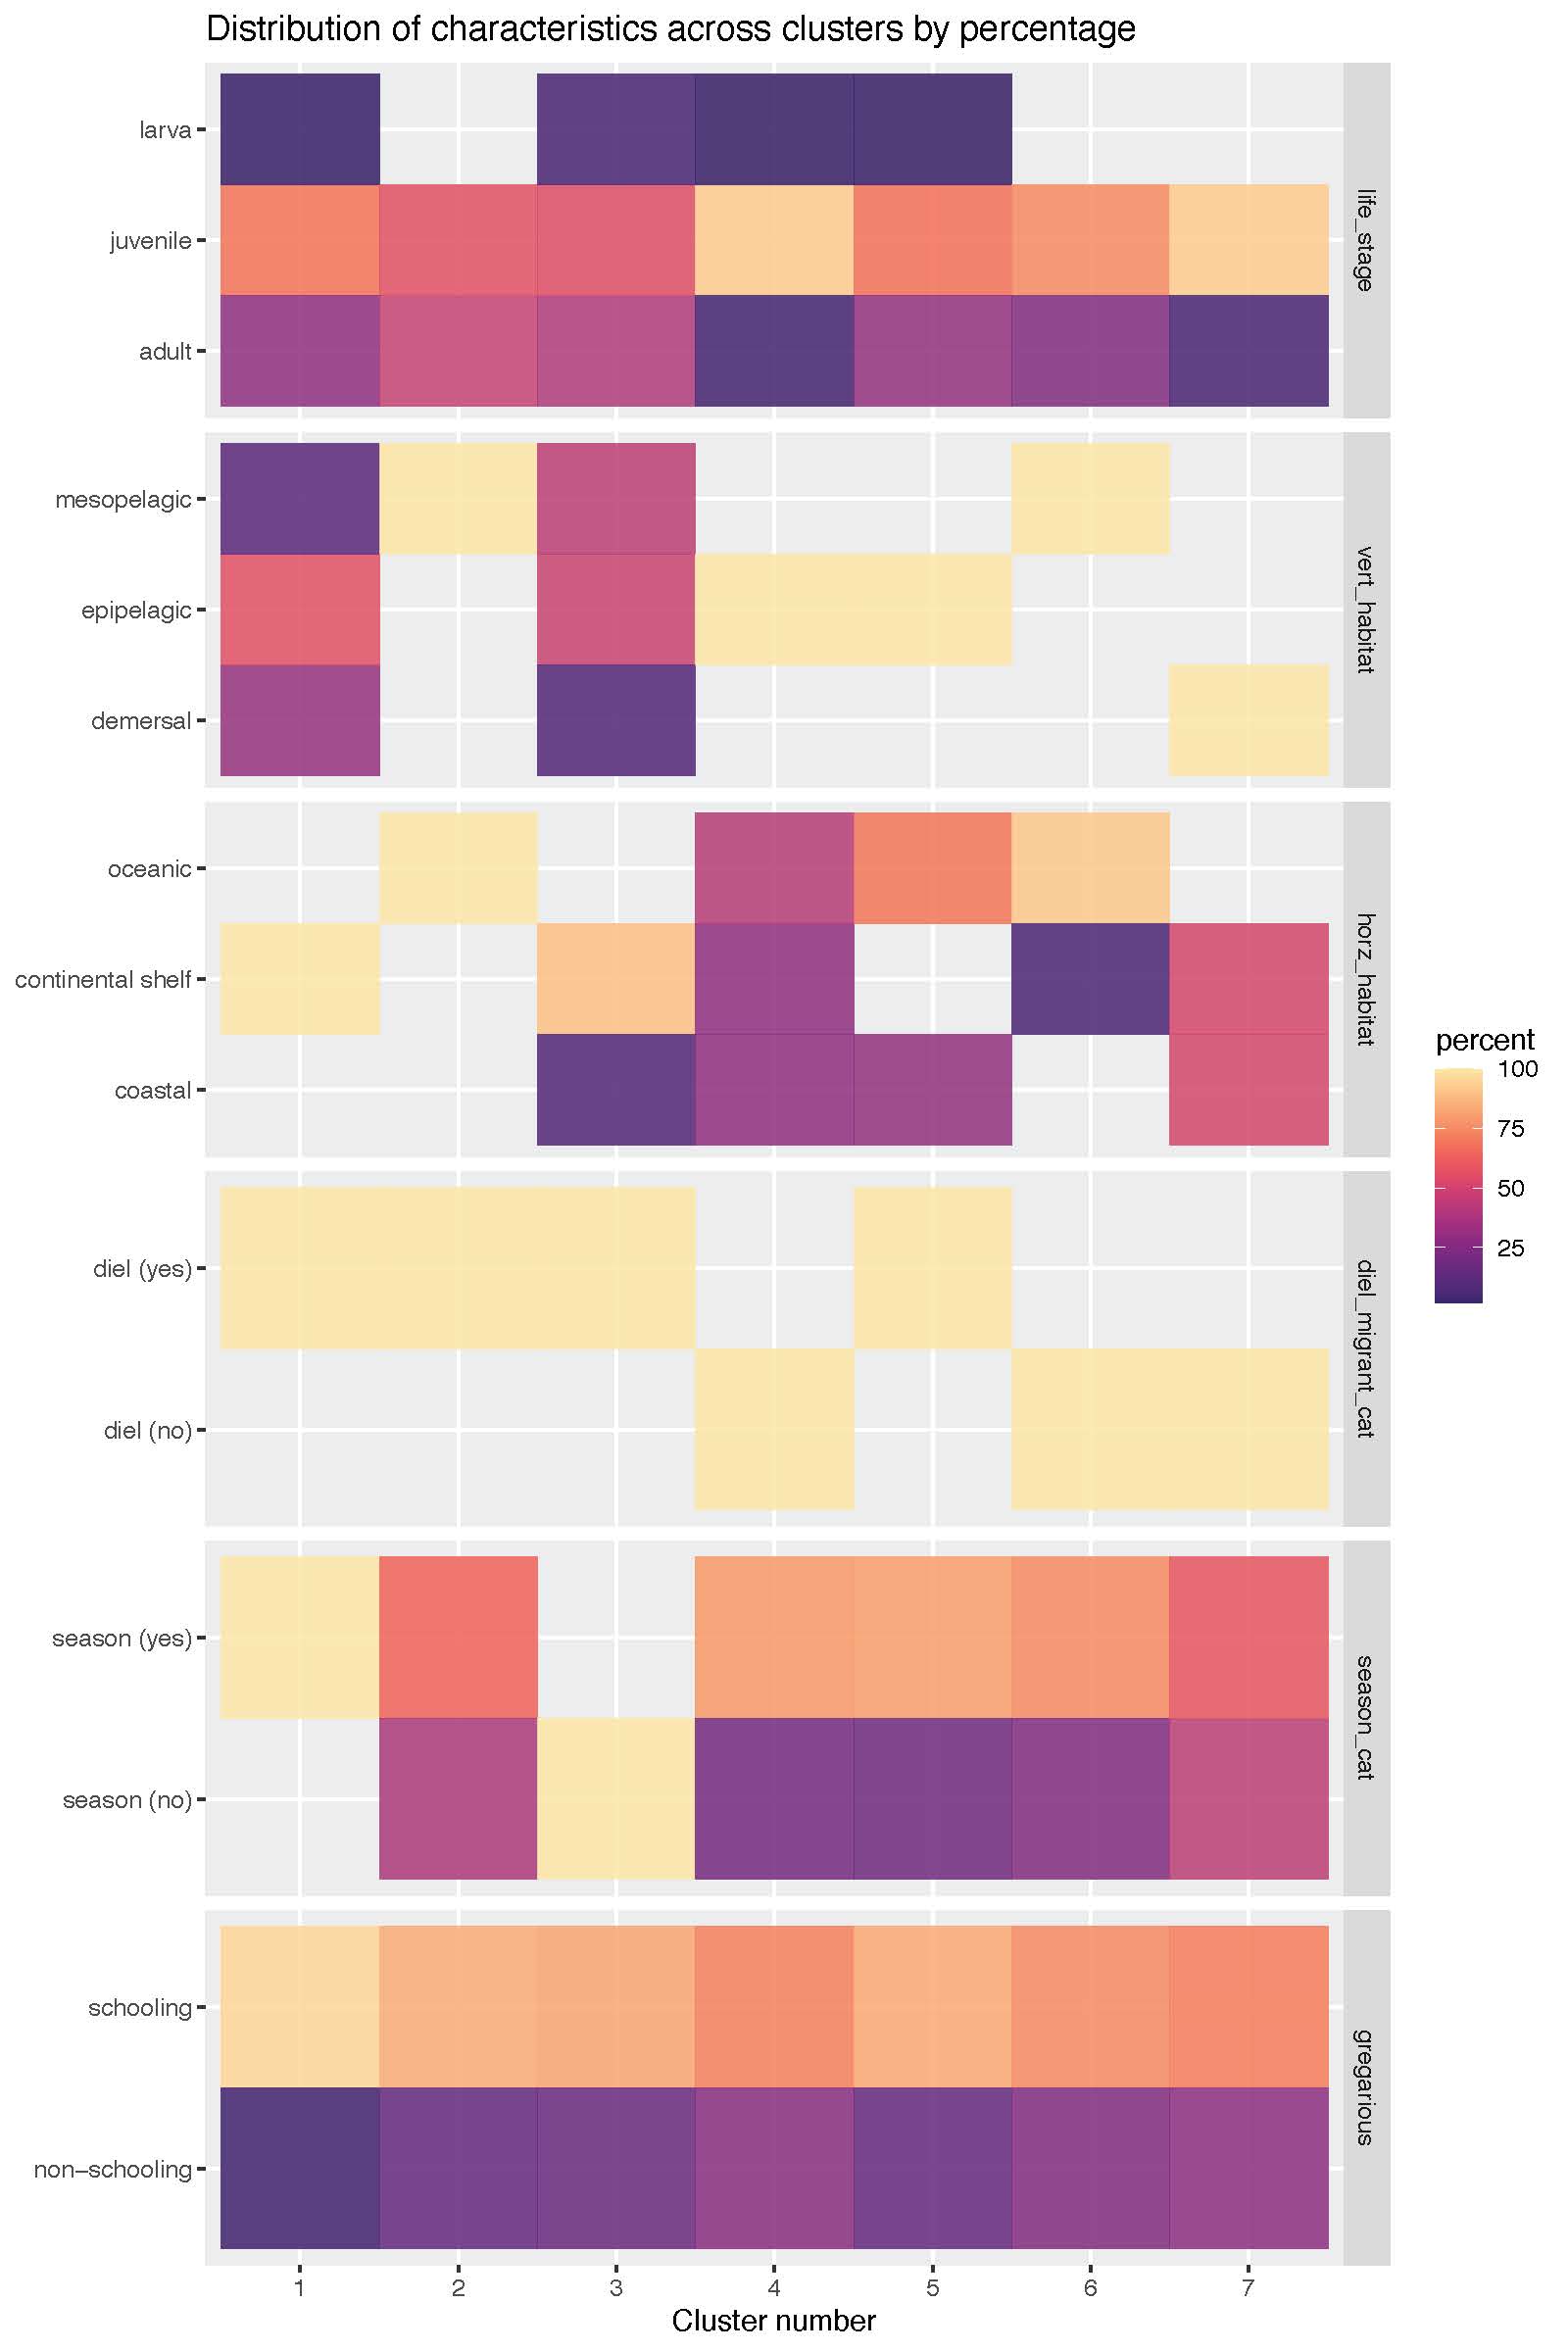 Distribution of characteristics across clusters by percentage
larva
juvenile
adult
life_stage
mesopelagic
epipelagic
demersal
vert_habitat
oceanic
continental shelf
coastal
horz_habitat
diel (yes)
diel (no)
diel_migrant_cat
season (yes)
season (no)
season_cat
schooling
non−schooling
gregarious
1 2 3 4 5 6 7
Cluster number
percent
100
75
50
25